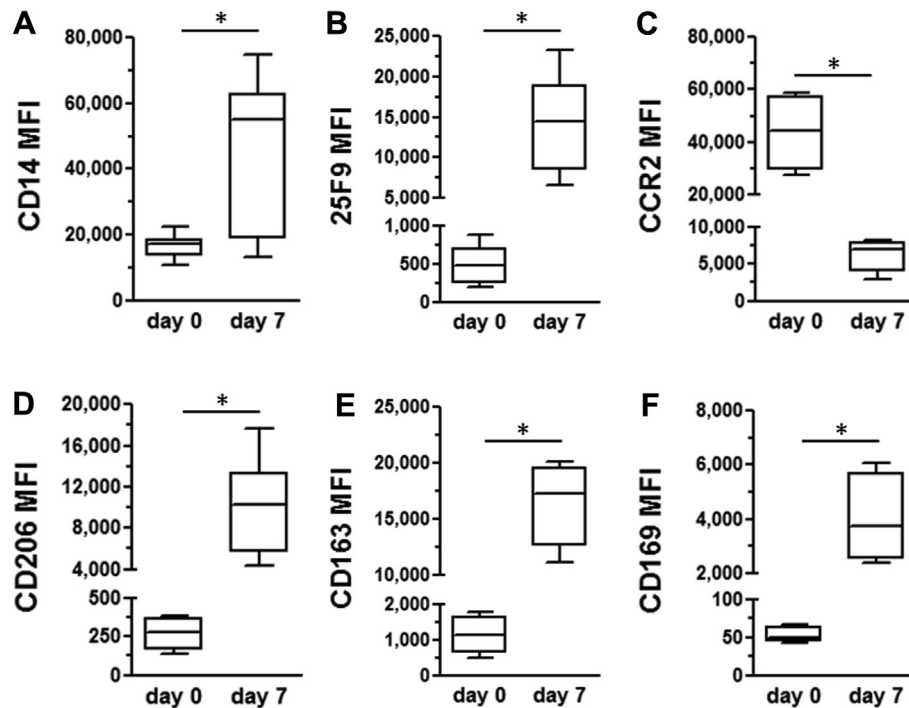 A
CD14 MFI
80,000
60,000
40,000
20,000
0
*
day 0 day 7
B
25F9 MFI
25,000
20,000
15,000
10,000
5,000
1,000
500
0
*
day 0 day 7
C
CCR2 MFI
80,000
60,000
40,000
20,000
10,000
5,000
0
*
day 0 day 7
D
CD206 MFI
20,000
16,000
12,000
8,000
4,000
500
250
0
*
day 0 day 7
E
CD163 MFI
25,000
20,000
15,000
10,000
2,000
1,000
0
*
day 0 day 7
F
CD169 MFI
8,000
6,000
4,000
2,000
100
50
0
*
day 0 day 7